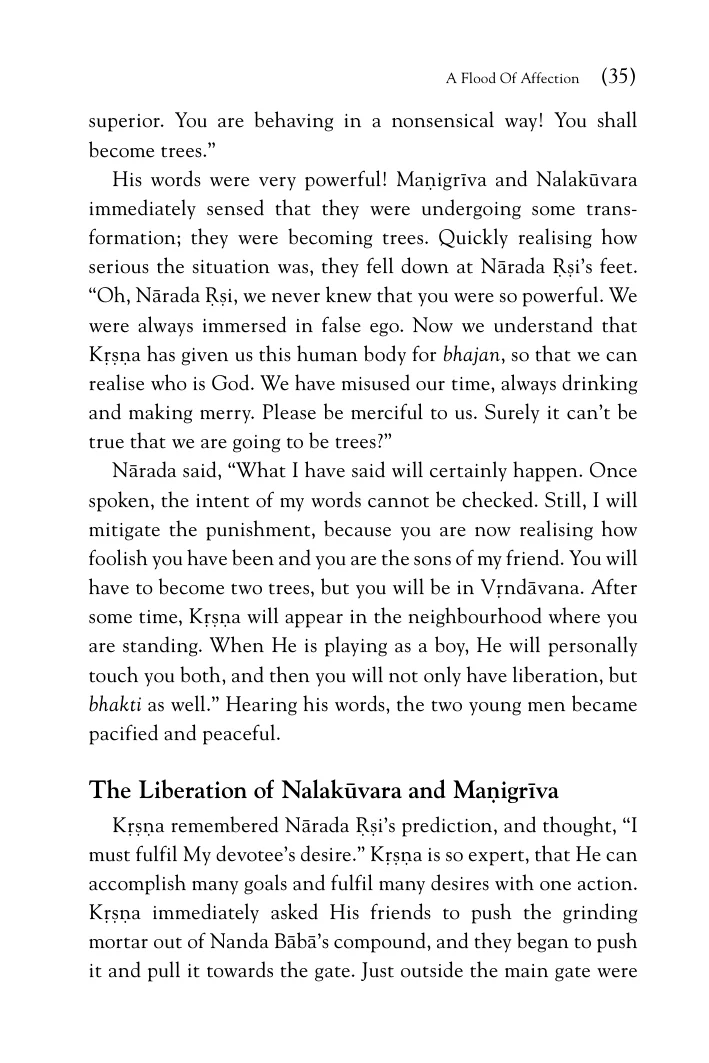 A Flood Of Affection (35)
superior. You are behaving in a nonsensical way! You shall
become trees.”
His words were very powerful! Maṇigrīva and Nalakūvara
immediately sensed that they were undergoing some trans-
formation; they were becoming trees. Quickly realising how
serious the situation was, they fell down at Nārada Ṛṣi’s feet.
“Oh, Nārada Ṛṣi, we never knew that you were so powerful. We
were always immersed in false ego. Now we understand that
Kṛṣṇa has given us this human body for bhajan, so that we can
realise who is God. We have misused our time, always drinking
and making merry. Please be merciful to us. Surely it can’t be
true that we are going to be trees?”
Nārada said, “What I have said will certainly happen. Once
spoken, the intent of my words cannot be checked. Still, I will
mitigate the punishment, because you are now realising how
foolish you have been and you are the sons of my friend. You will
have to become two trees, but you will be in Vṛndāvana. After
some time, Kṛṣṇa will appear in the neighbourhood where you
are standing. When He is playing as a boy, He will personally
touch you both, and then you will not only have liberation, but
bhakti as well.” Hearing his words, the two young men became
pacified and peaceful.
The Liberation of Nalakūvara and Maṇigrīva
Kṛṣṇa remembered Nārada Ṛṣi’s prediction, and thought, “I
must fulfil My devotee’s desire.” Kṛṣṇa is so expert, that He can
accomplish many goals and fulfil many desires with one action.
Kṛṣṇa immediately asked His friends to push the grinding
mortar out of Nanda Bābā’s compound, and they began to push
it and pull it towards the gate. Just outside the main gate were